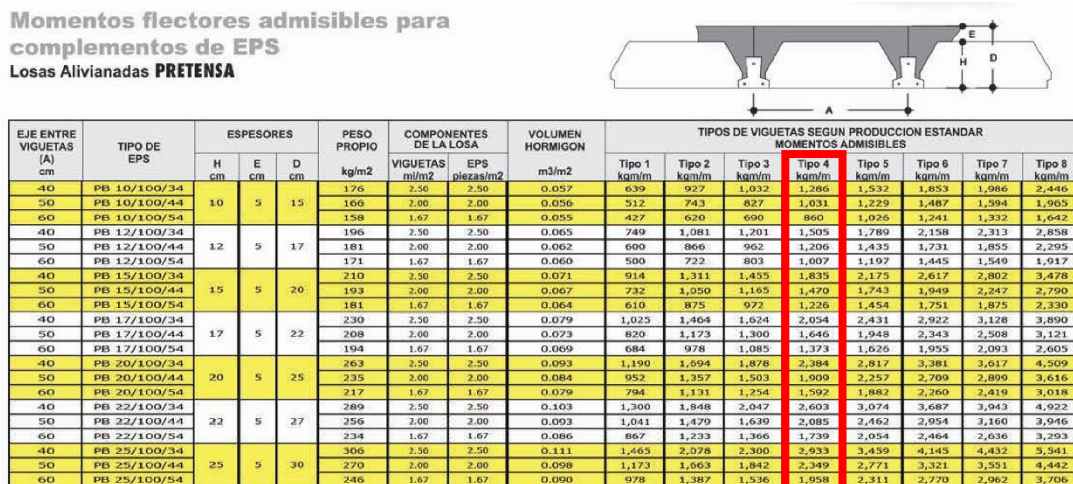 Momentos flectores admisibles para
complementos de EPS
Losas Alivianadas PRETENSA
E
H
D
A
EJE ENTRE VIGUETAS (A) cm TIPO DE EPS ESPESORES PESO PROPIO kg/m2 COMPONENTES DE LA LOSA VOLUMEN HORMIGON m3/m2 TIPOS DE VIGUETAS SEGUN PRODUCCION ESTANDAR
MOMENTOS ADMISIBLES
H cm E cm D cm VIGUETAS ml/m2 EPS piezas/m2 Tipo 1 kgm/m Tipo 2 kgm/m Tipo 3 kgm/m Tipo 4 kgm/m Tipo 5 kgm/m Tipo 6 kgm/m Tipo 7 kgm/m Tipo 8 kgm/m
40 PB 10/100/34 176 2.50 2.50 0.057 639 927 1,032 1,286 1,532 1,853 1,986 2,446
50 PB 10/100/44 10 5 15 166 2.00 2.00 0.056 512 743 827 1,031 1,229 1,487 1,594 1,965
60 PB 10/100/54 158 1.67 1.67 0.055 427 620 690 860 1,026 1,241 1,332 1,642
40 PB 12/100/34 196 2.50 2.50 0.065 749 1,081 1,201 1,505 1,789 2,158 2,313 2,858
50 PB 12/100/44 12 5 17 181 2.00 2.00 0.062 600 866 962 1,206 1,435 1,731 1,855 2,295
60 PB 12/100/54 171 1.67 1.67 0.060 500 722 803 1,007 1,197 1,445 1,549 1,917
40 PB 15/100/34 210 2.50 2.50 0.071 914 1,311 1,455 1,835 2,175 2,617 2,802 3,478
50 PB 15/100/44 15 5 20 193 2.00 2.00 0.067 732 1,050 1,165 1,470 1,743 1,949 2,247 2,790
60 PB 15/100/54 181 1.67 1.67 0.064 610 875 972 1,226 1,454 1,751 1,875 2,330
40 PB 17/100/34 230 2.50 2.50 0.079 1,025 1,464 1,624 2,054 2,431 2,922 3,128 3,890
50 PB 17/100/44 17 5 22 208 2.00 2.00 0.073 820 1,173 1,300 1,646 1,948 2,343 2,508 3,121
60 PB 17/100/54 194 1.67 1.67 0.069 684 978 1,085 1,373 1,626 1,955 2,093 2,605
40 PB 20/100/34 263 2.50 2.50 0.093 1,190 1,694 1,878 2,384 2,817 3,381 3,617 4,509
50 PB 20/100/44 20 5 25 235 2.00 2.00 0.084 952 1,357 1,503 1,909 2,257 2,709 2,899 3,616
60 PB 20/100/54 217 1.67 1.67 0.079 794 1,131 1,254 1,592 1,882 2,260 2,419 3,018
40 PB 22/100/34 289 2.50 2.50 0.103 1,300 1,848 2,047 2,603 3,074 3,687 3,943 4,922
50 PB 22/100/44 22 5 27 256 2.00 2.00 0.093 1,041 1,479 1,639 2,085 2,462 2,954 3,160 3,946
60 PB 22/100/54 234 1.67 1.67 0.086 867 1,233 1,366 1,739 2,054 2,464 2,636 3,293
40 PB 25/100/34 306 2.50 2.50 0.111 1,465 2,078 2,300 2,933 3,459 4,145 4,432 5,541
50 PB 25/100/44 25 5 30 270 2.00 2.00 0.098 1,173 1,663 1,842 2,349 2,771 3,321 3,551 4,442
60 PB 25/100/54 246 1.67 1.67 0.090 978 1,387 1,536 1,958 2,311 2,770 2,962 3,706